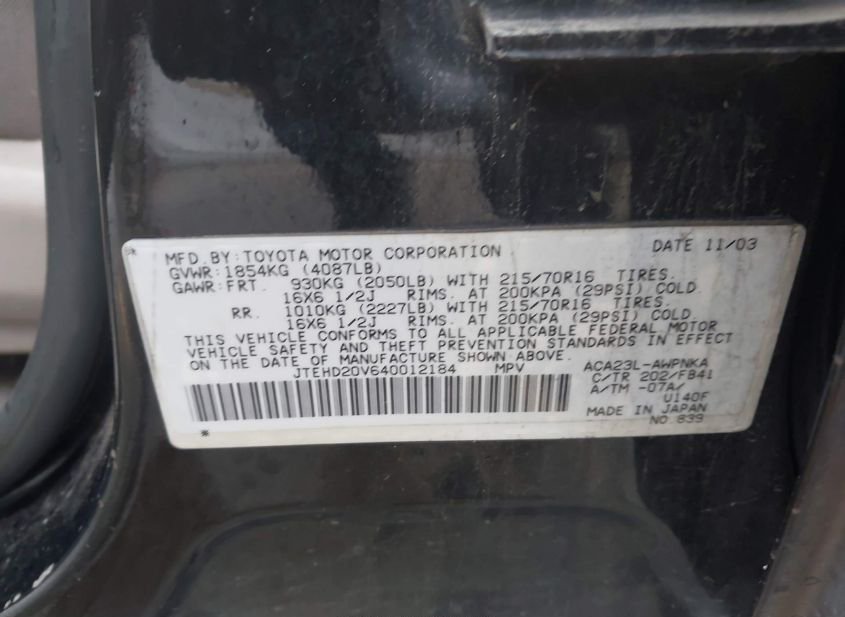 MFD. BY: TOYOTA MOTOR CORPORATION DATE 11/03
GVWR: 1854KG (4087LB)
GAWR: FRT. 930KG (2050LB) WITH 215/70R16 TIRES.
16X6 1/2J RIMS. AT 200KPA (29PSI) COLD
RR. 1010KG (2227LB) WITH 215/70R16 TIRES.
16X6 1/2J RIMS. AT 200KPA (29PSI) COLD
THIS VEHICLE CONFORMS TO ALL APPLICABLE FEDERAL MOTOR
VEHICLE SAFETY AND THEFT PREVENTION STANDARDS IN EFFECT
ON THE DATE OF MANUFACTURE SHOWN ABOVE.
JTEHD20V640012184 MPV ACA23L-AWPNKA
C/TR 202/FB41
A/TM -07A/
U140F
MADE IN JAPAN
* NO 839